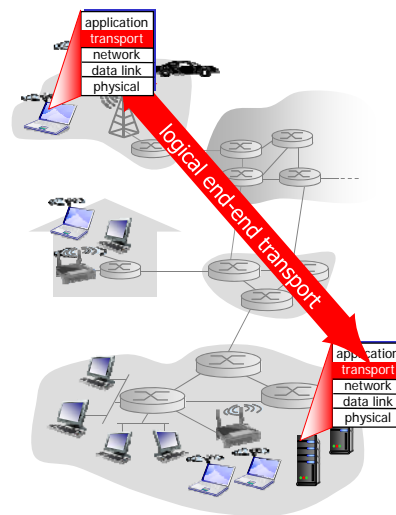 application
transport
network
data link
physical
logical end-end transport
application
transport
network
data link
physical